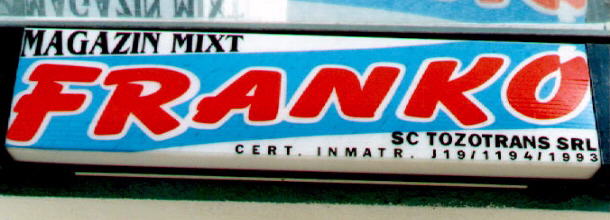 MAGAZIN MIXT
FRANKO
SC TOZOTRANS SRL
CERT. INMATR. J19/1194/1993